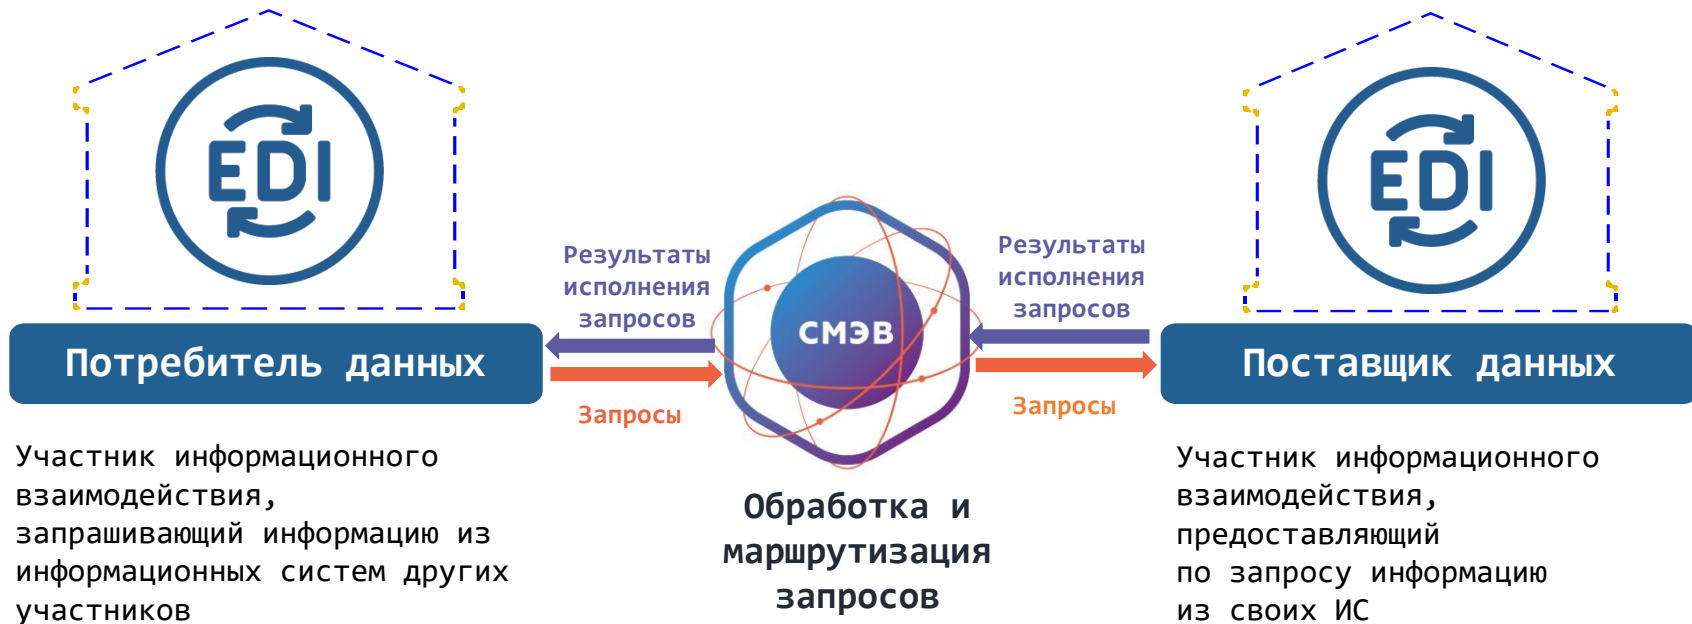 EDI
EDI
Результаты
исполнения
запросов
Результаты
исполнения
запросов
СМЭВ
Потребитель данных
Поставщик данных
Запросы
Запросы
Участник информационного
взаимодействия,
запрашивающий информацию из
информационных систем других
участников
Обработка и
маршрутизация
запросов
Участник информационного
взаимодействия,
предоставляющий
по запросу информацию
из своих ИС